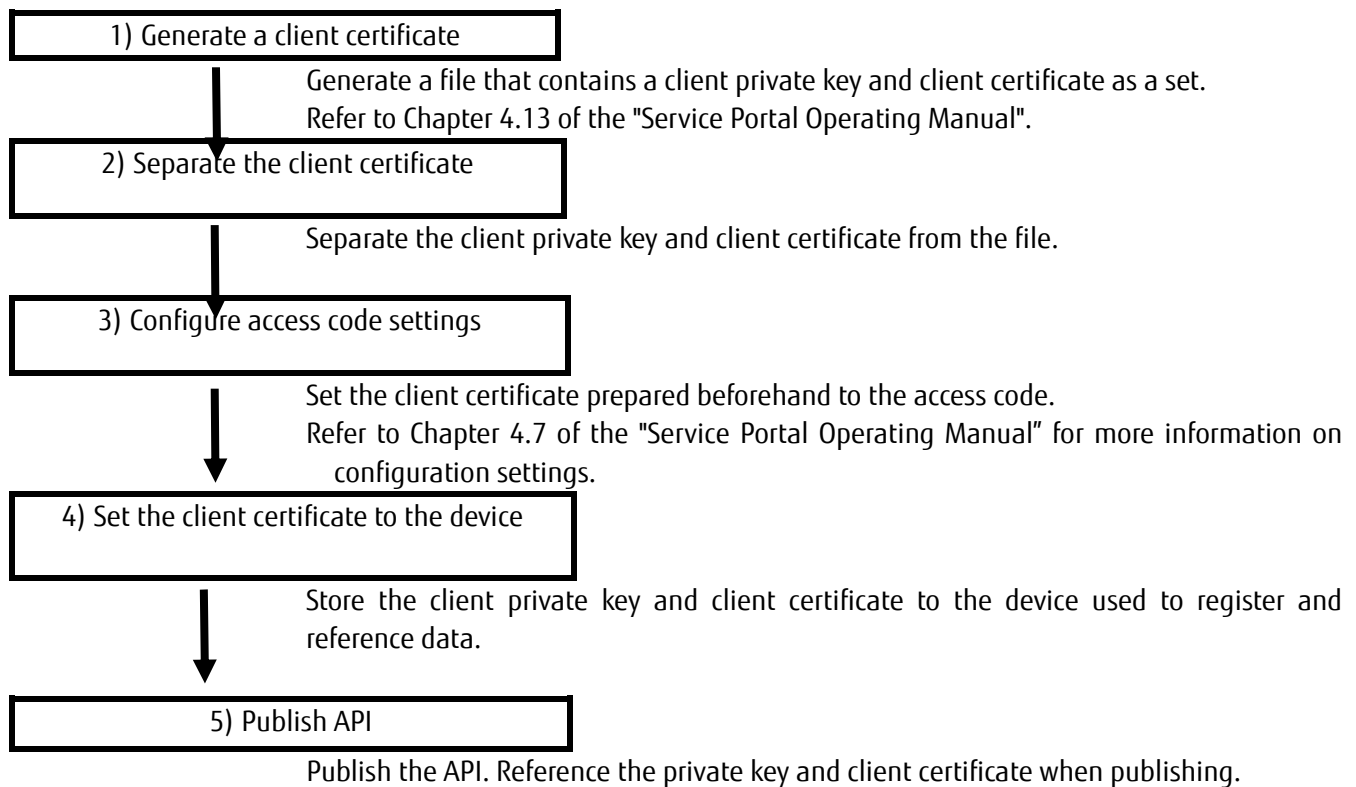 1) Generate a client certificate
Generate a file that contains a client private key and client certificate as a set.
Refer to Chapter 4.13 of the "Service Portal Operating Manual".
2) Separate the client certificate
Separate the client private key and client certificate from the file.
3) Configure access code settings
Set the client certificate prepared beforehand to the access code.
Refer to Chapter 4.7 of the "Service Portal Operating Manual” for more information on
configuration settings.
4) Set the client certificate to the device
Store the client private key and client certificate to the device used to register and
reference data.
5) Publish API
Publish the API. Reference the private key and client certificate when publishing.